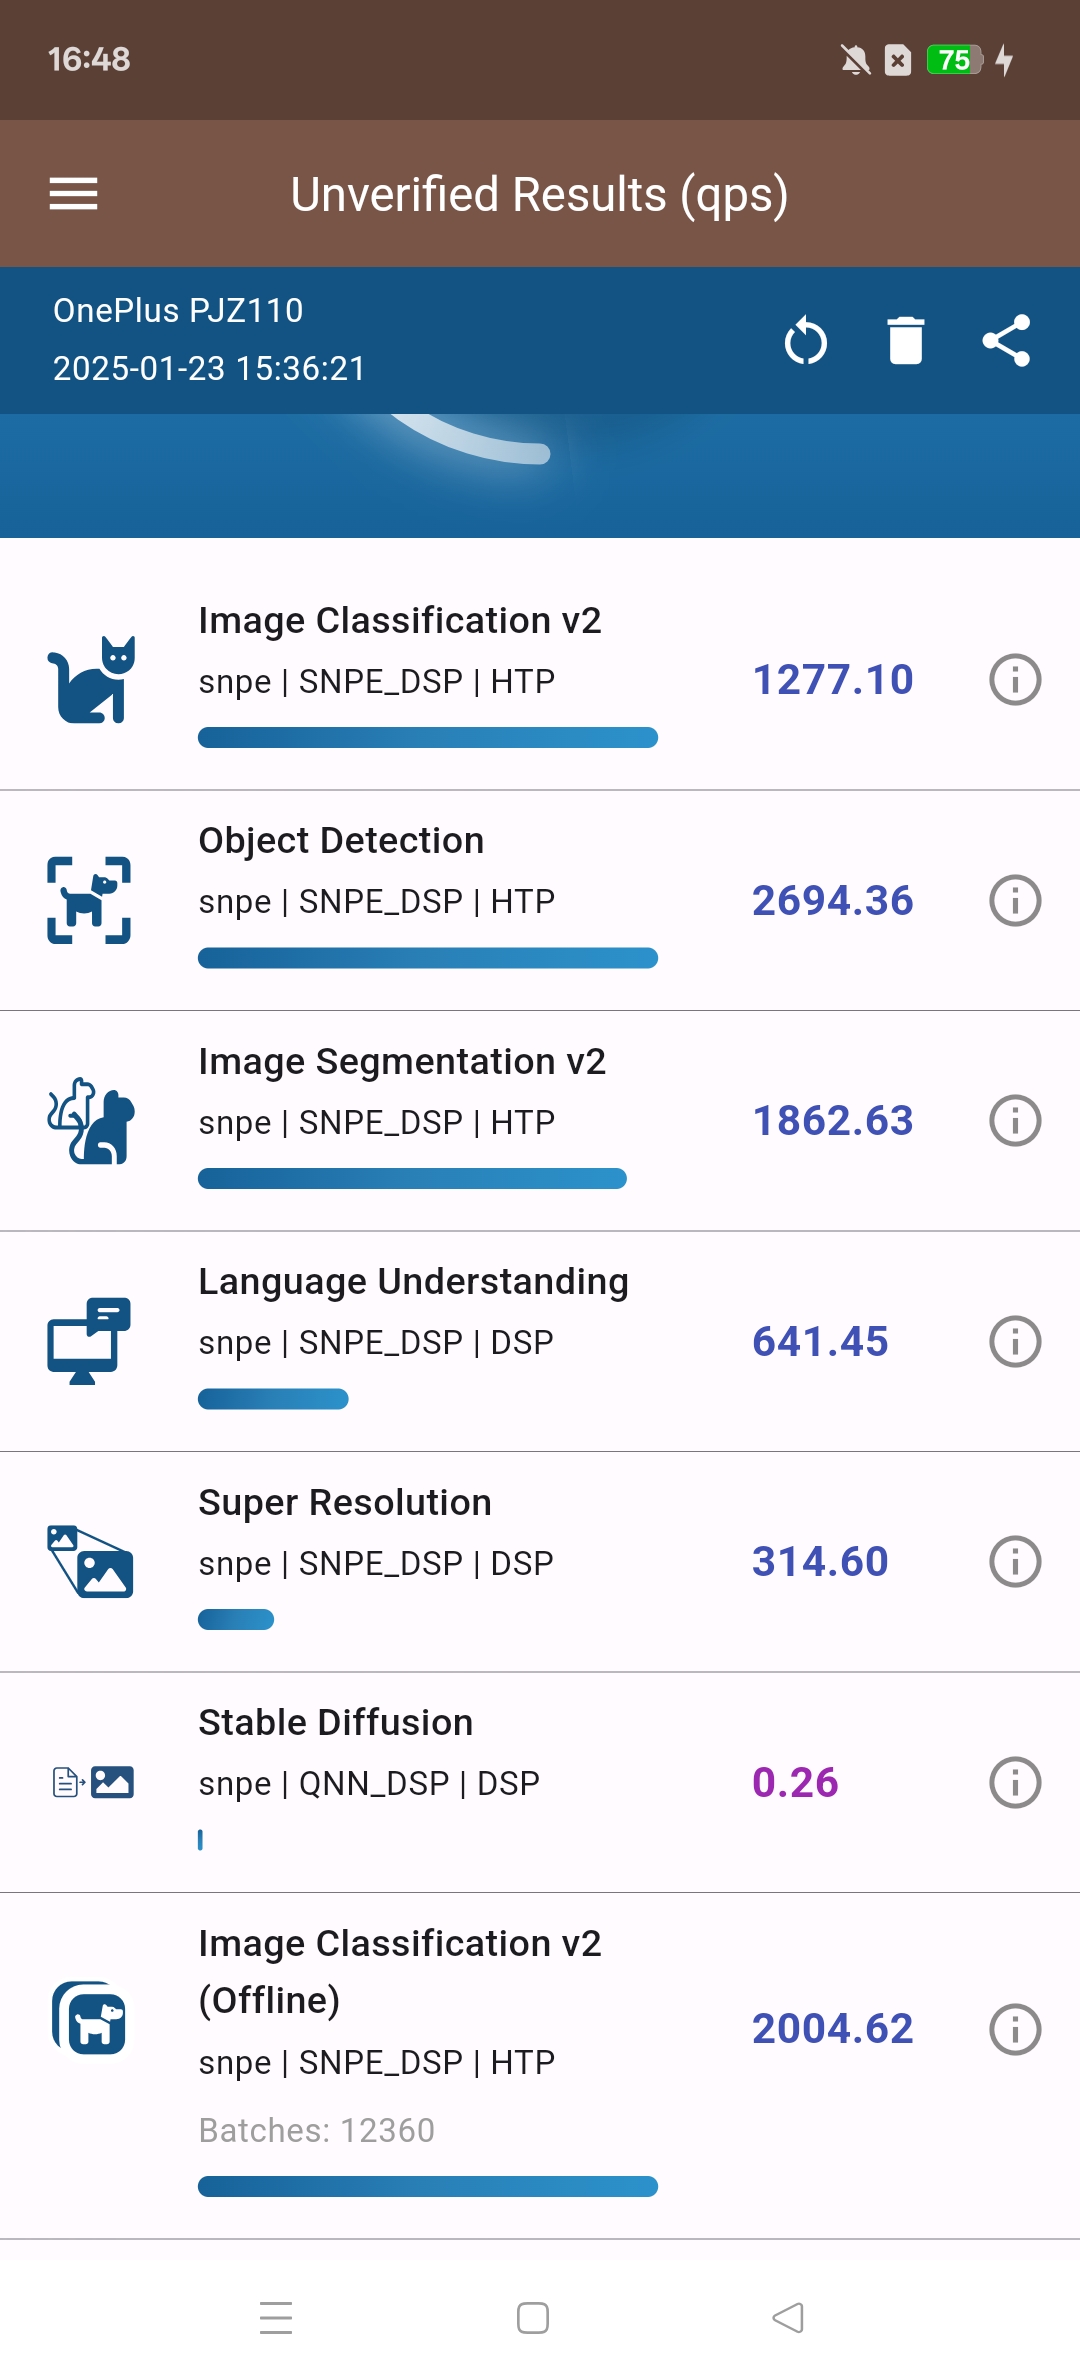 16:48
75
Unverified Results (qps)
OnePlus PJZ110
2025-01-23 15:36:21
Image Classification v2
snpe | SNPE_DSP | HTP
1277.10
Object Detection
snpe | SNPE_DSP | HTP
2694.36
Image Segmentation v2
snpe | SNPE_DSP | HTP
1862.63
Language Understanding
snpe | SNPE_DSP | DSP
641.45
Super Resolution
snpe | SNPE_DSP | DSP
314.60
Stable Diffusion
snpe | QNN_DSP | DSP
0.26
Image Classification v2
(Offline)
snpe | SNPE_DSP | HTP
2004.62
Batches: 12360